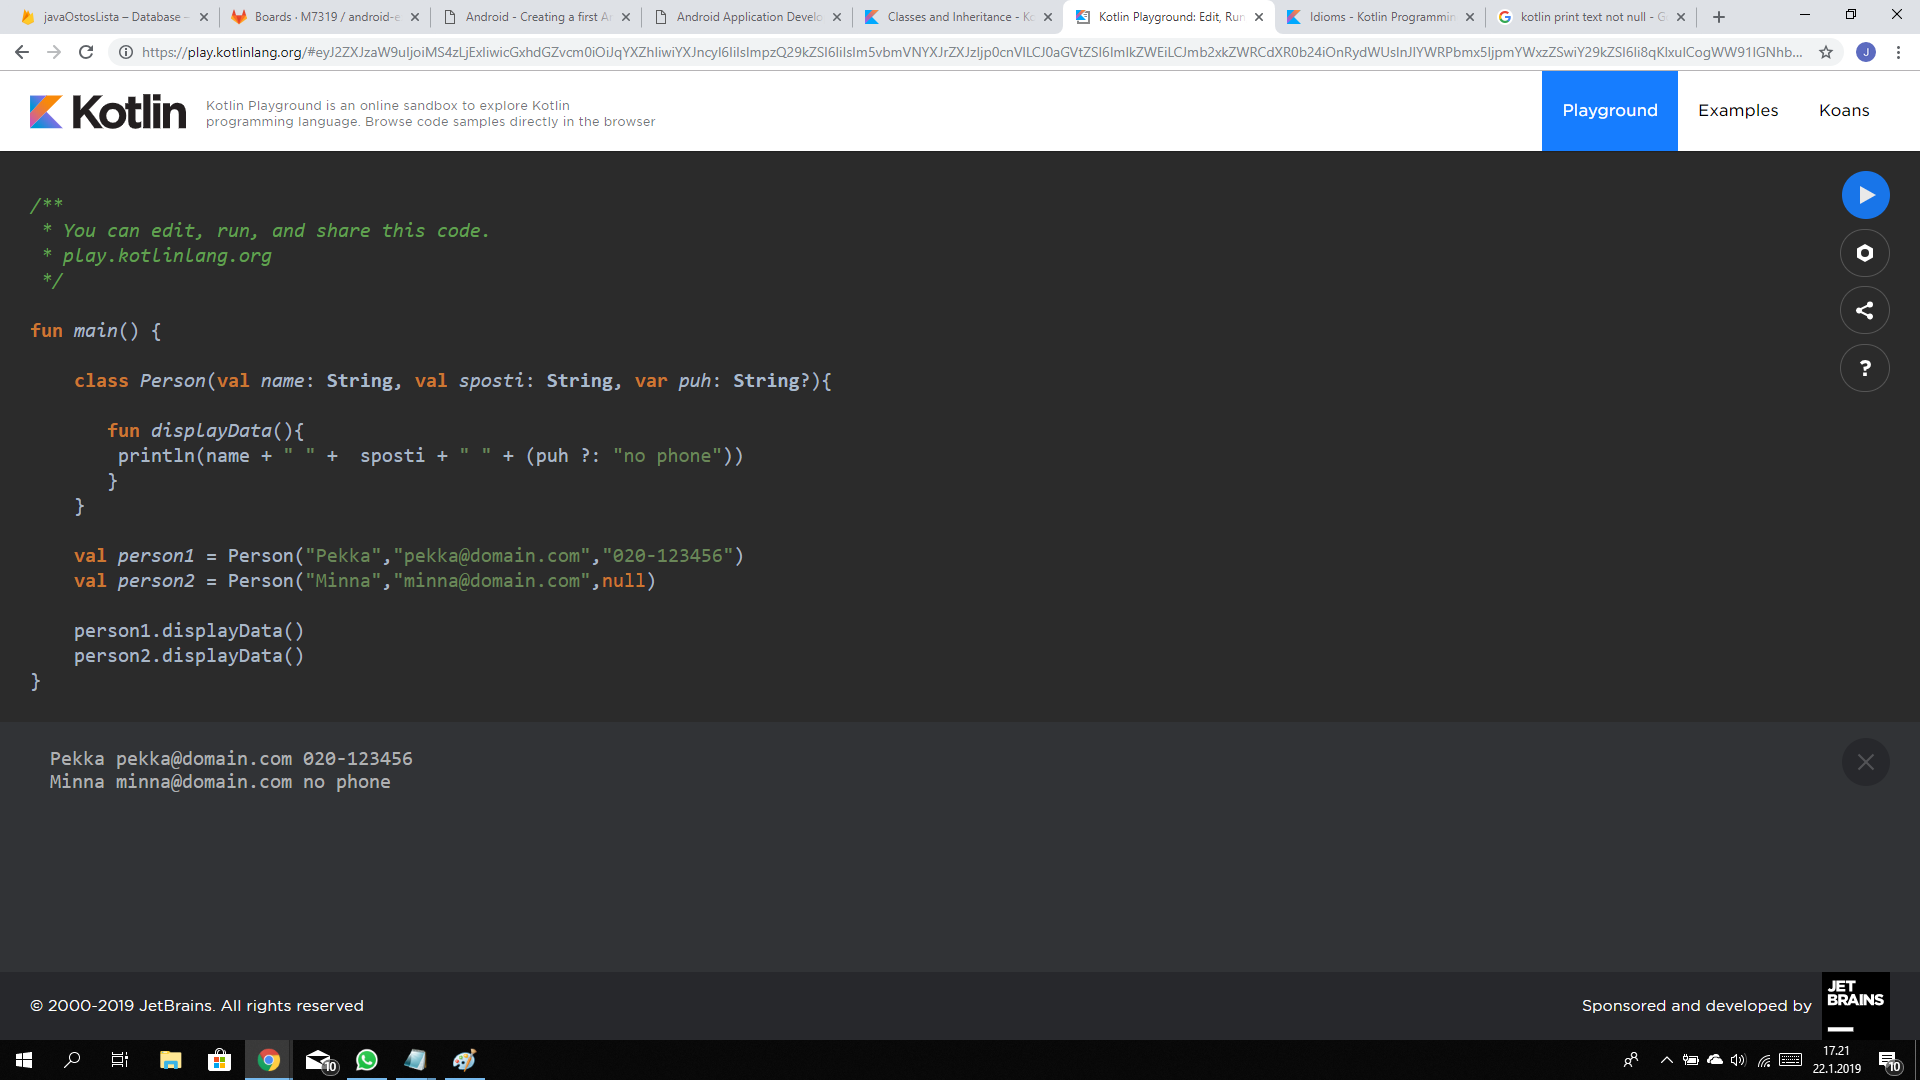 javaOstosLista – Database –
Boards · M7319 / android-e
Android - Creating a first Ar
Android Application Develo
Classes and Inheritance - Ko
Kotlin Playground: Edit, Run
Idioms - Kotlin Programmin
kotlin print text not null - G
Kotlin
Kotlin Playground is an online sandbox to explore Kotlin
programming language. Browse code samples directly in the browser
Playground
Examples
Koans
/**
* You can edit, run, and share this code.
* play.kotlinlang.org
*/
fun main() {
class Person(val name: String, val sposti: String, var puh: String?){
fun displayData(){
println(name + " " +  sposti + " " + (puh ?: "no phone"))
}
}
val person1 = Person("Pekka","pekka@domain.com","020-123456")
val person2 = Person("Minna","minna@domain.com",null)
person1.displayData()
person2.displayData()
}
Pekka pekka@domain.com 020-123456
Minna minna@domain.com no phone
© 2000-2019 JetBrains. All rights reserved
Sponsored and developed by
JET
BRAINS
10
17.21
22.1.2019
10